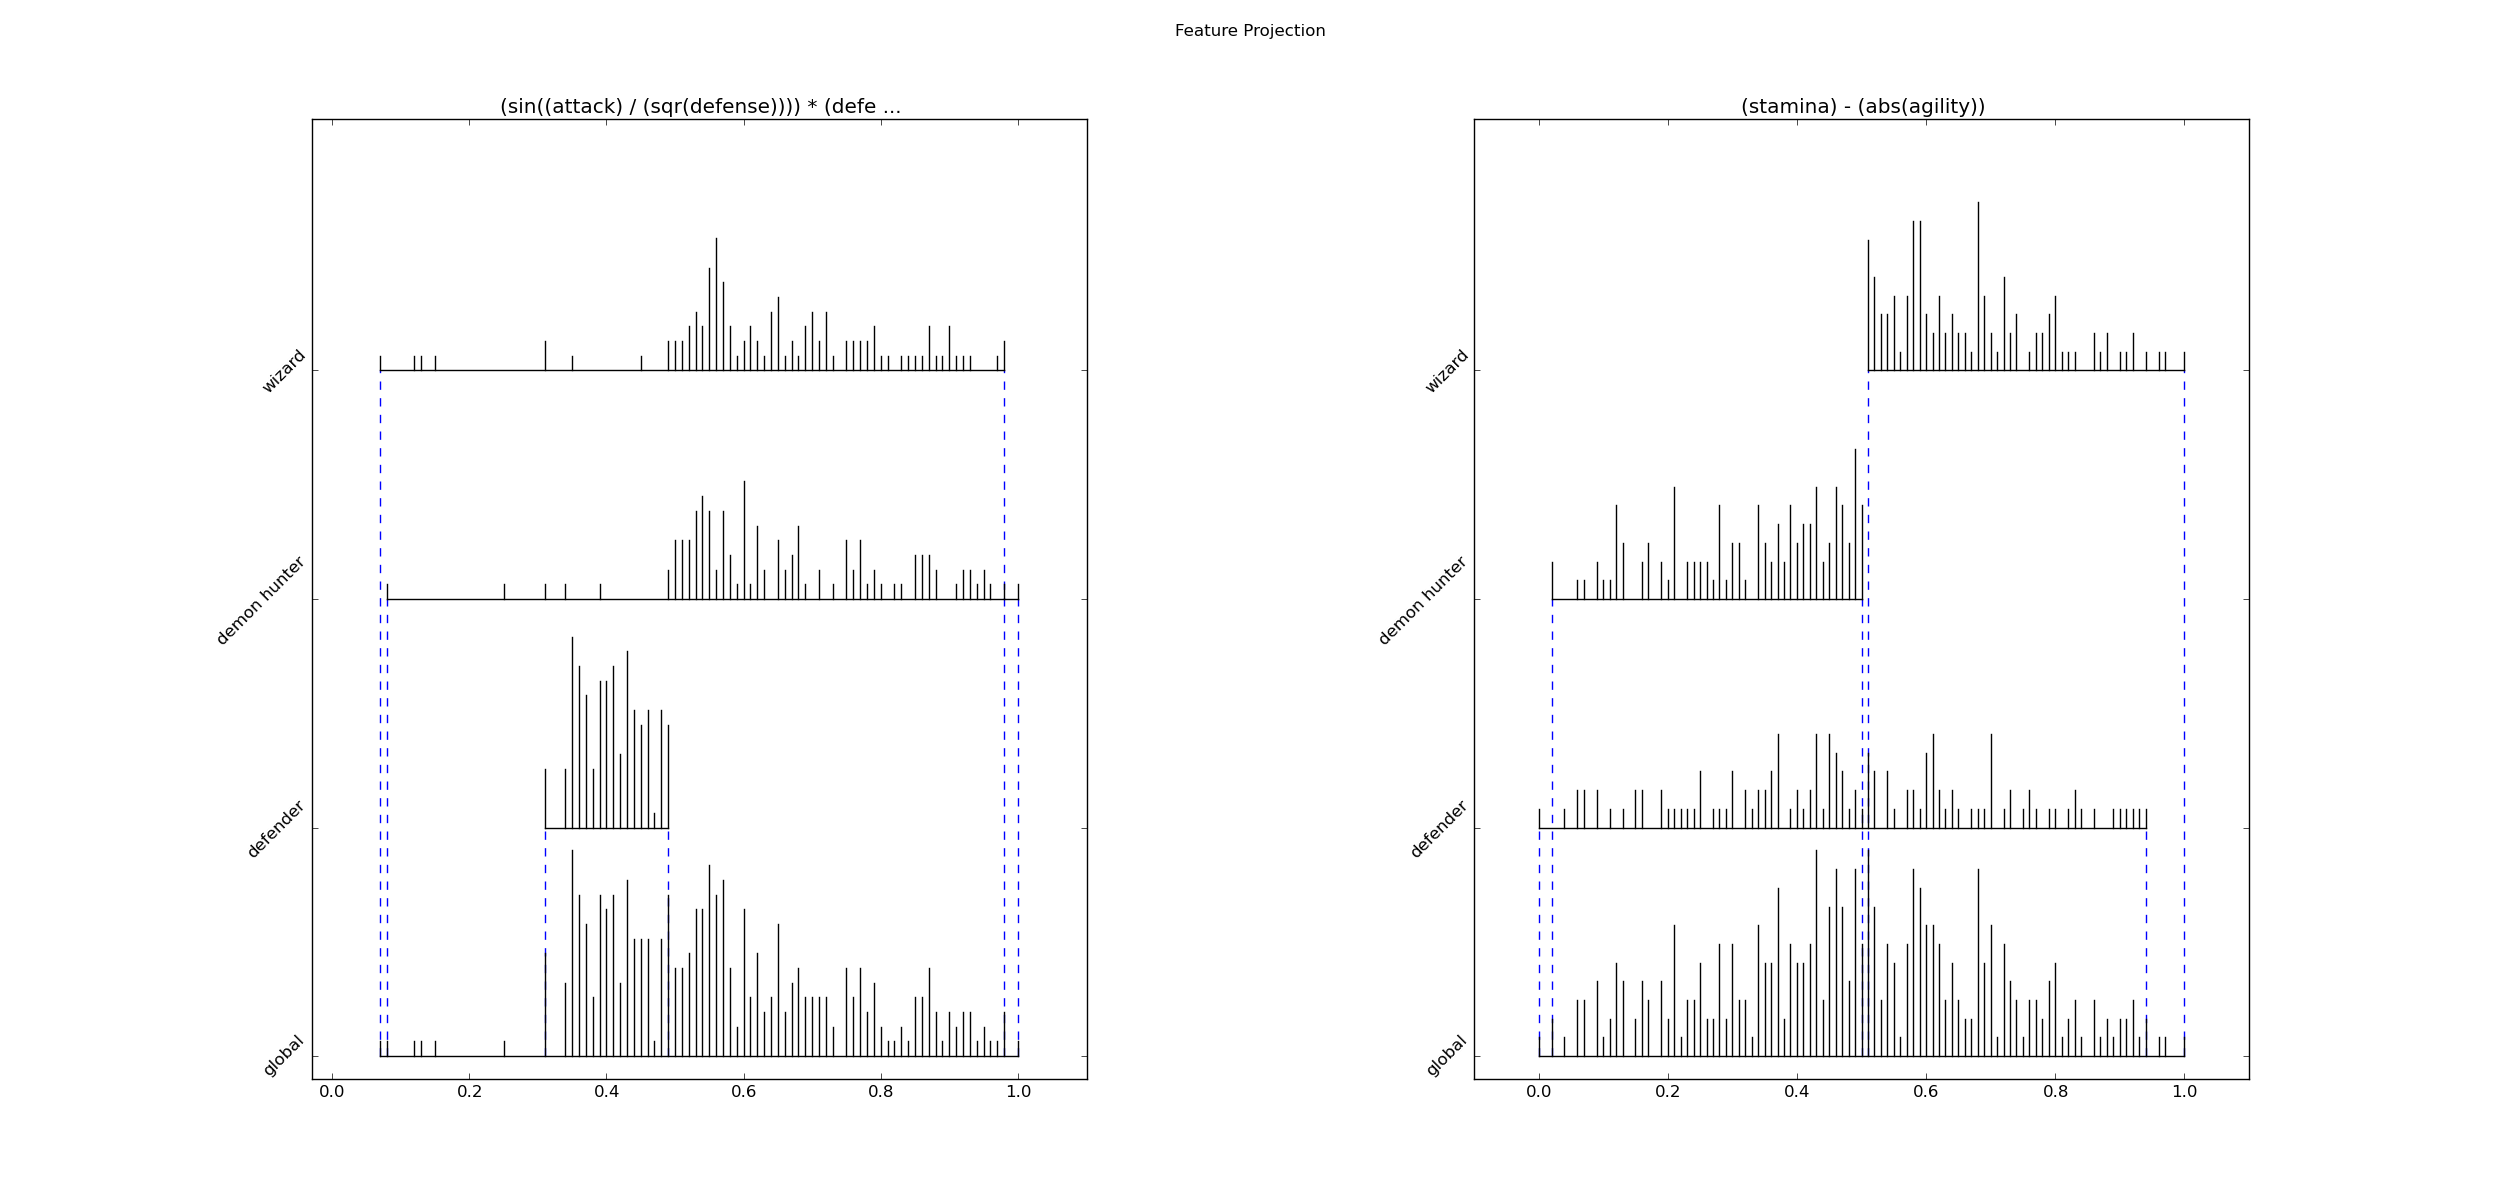 Feature Projection
(sin((attack) / (sqr(defense)))) * (defe ...
wizard
demon hunter
defender
global
0.0 0.2 0.4 0.6 0.8 1.0
(stamina) - (abs(agility))
wizard
demon hunter
defender
global
0.0 0.2 0.4 0.6 0.8 1.0